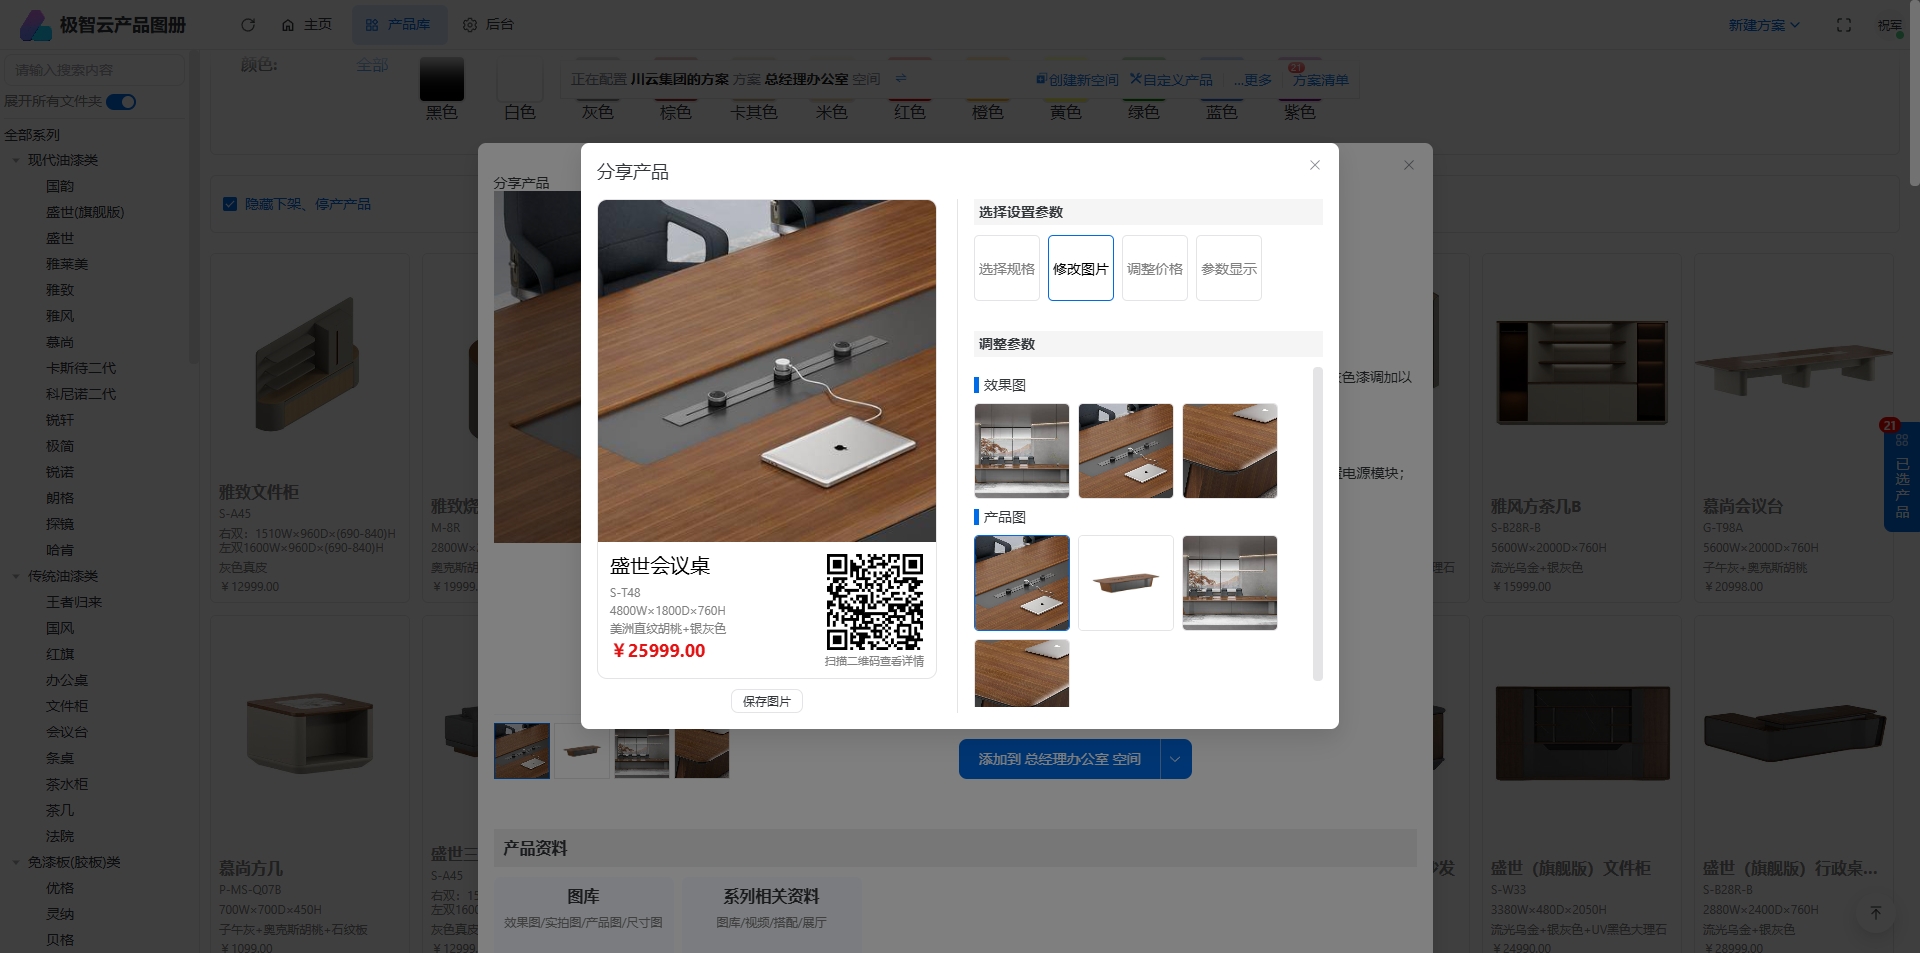 极智云产品图册
主页
产品库
后台
新建方案
祝军
请输入搜索内容
展开所有文件夹
全部系列
现代油漆类
国韵
盛世(旗舰版)
盛世
雅莱美
雅致
雅风
慕尚
卡斯待二代
科尼诺二代
锐轩
极简
锐诺
朗格
探镜
哈肯
传统油漆类
王者归来
国风
红旗
办公桌
文件柜
会议台
条桌
茶水柜
茶几
法院
免漆板(胶板)类
优格
灵纳
贝格
颜色:
全部
黑色
白色
灰色
棕色
卡其色
米色
红色
橙色
黄色
绿色
蓝色
紫色
正在配置 川云集团的方案 方案 总经理办公室 空间
创建新空间
自定义产品
...更多
21
方案清单
隐藏下架、停产产品
雅致文件柜
S-A45
右双：1510W×960D×(690-840)H
左双1600W×960D×(690-840)H
灰色真皮
￥12999.00
M-8R
2800W×
奥克斯胡
￥19999.
慕尚方几
P-MS-Q07B
700W×700D×450H
子午灰+奥克斯胡桃+石纹板
￥1099.00
盛世三
S-A45
右双：15
左双1600
灰色真皮
￥12999.
分享产品
分享产品
盛世会议桌
S-T48
4800W×1800D×760H
美洲直纹胡桃+银灰色
￥25999.00
扫描二维码查看详情
保存图片
选择设置参数
选择规格
修改图片
调整价格
参数显示
调整参数
效果图
产品图
色漆调加以
电源模块；
添加到 总经理办公室 空间
产品资料
图库
效果图/实拍图/产品图/尺寸图
系列相关资料
图库/视频/搭配/展厅
理石
沙发
雅风方茶几B
S-B28R-B
5600W×2000D×760H
流光乌金+银灰色
￥15999.00
慕尚会议台
G-T98A
5600W×2000D×760H
子午灰+奥克斯胡桃
￥20998.00
盛世（旗舰版）文件柜
S-W33
3380W×480D×2050H
流光乌金+银灰色+UV黑色大理石
￥24990.00
盛世（旗舰版）行政桌...
S-B28R-B
2880W×2400D×760H
流光乌金+银灰色
￥28999.00
21
已选产品